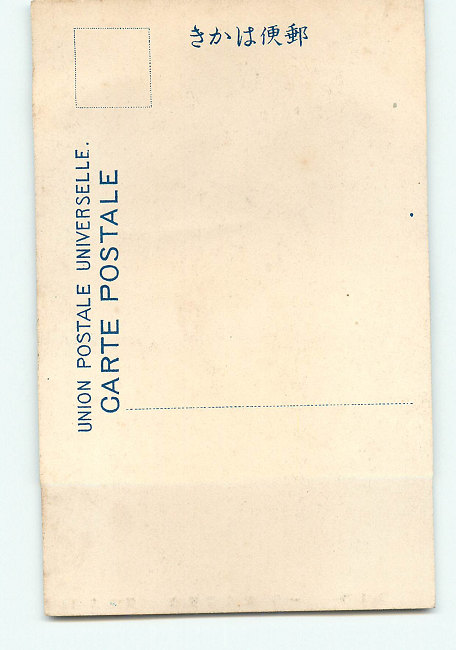 きかは便郵
UNION POSTALE UNIVERSELLE.
CARTE POSTALE